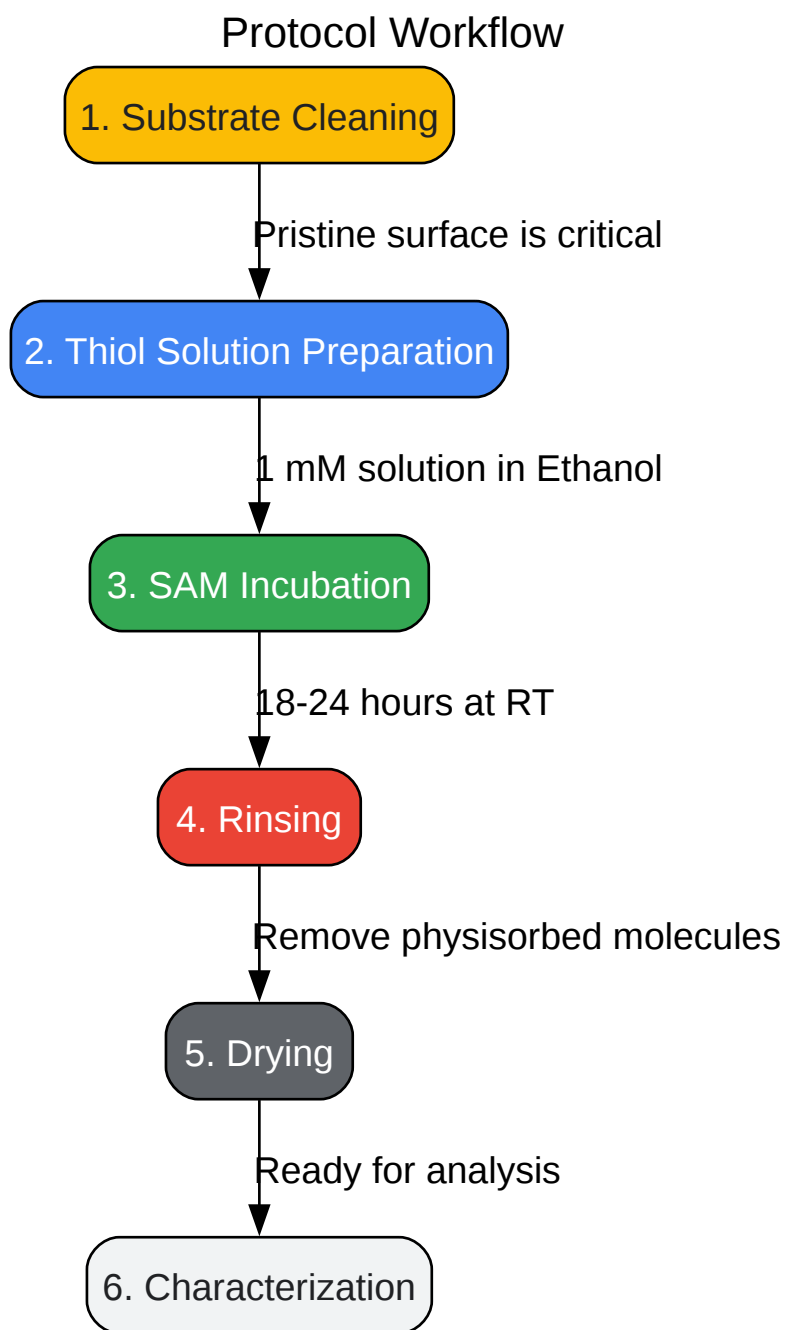 Protocol Workflow
1. Substrate Cleaning
Pristine surface is critical
2. Thiol Solution Preparation
1 mM solution in Ethanol
3. SAM Incubation
18-24 hours at RT
4. Rinsing
Remove physisorbed molecules
5. Drying
Ready for analysis
6. Characterization